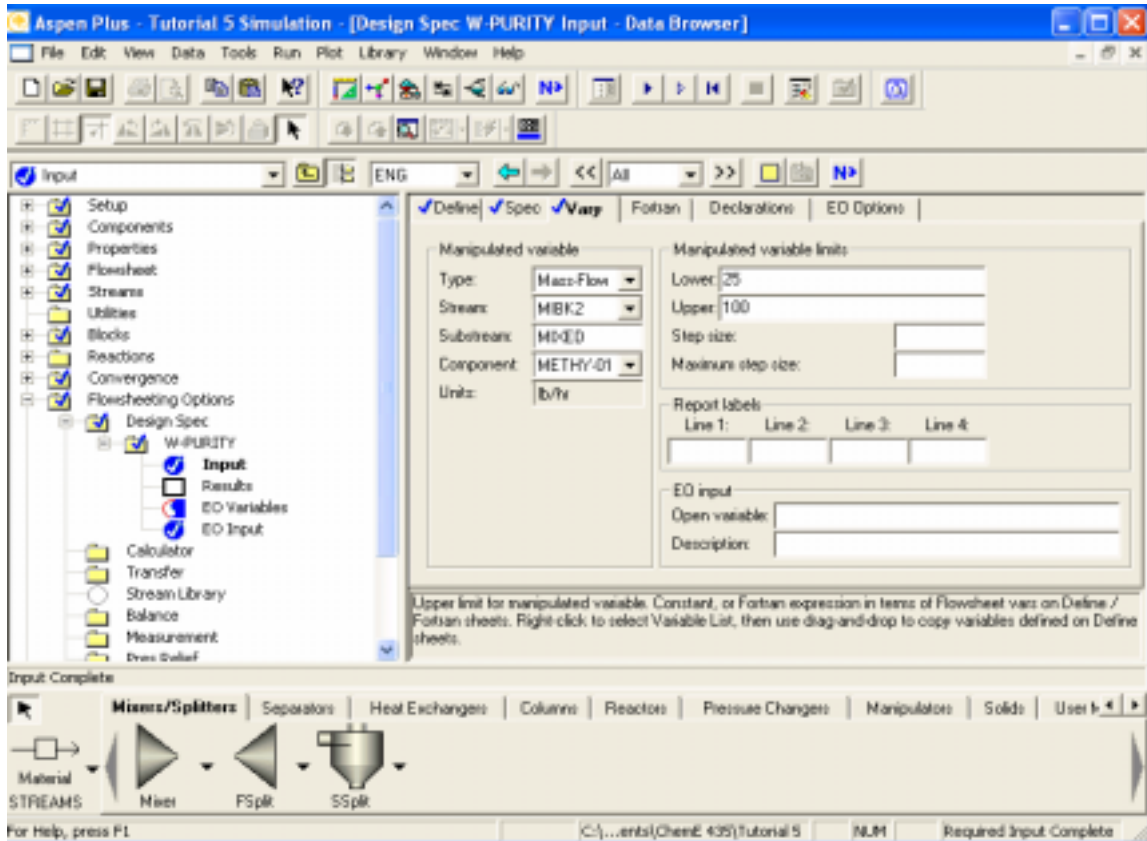 Aspen Plus - Tutorial 5 Simulation - [Design Spec W-PURITY Input - Data Browser]
File Edit View Data Tools Run Plot Library Window Help
N>
Input ENG << All >> N>
Setup
Components
Properties
Flowsheet
Streams
Utilities
Blocks
Reactions
Convergence
Flowsheeting Options
Design Spec
W-PURITY
Input
Results
EO Variables
EO Input
Calculator
Transfer
Stream Library
Balance
Measurement
Pres Relief
Define Spec Vary Fortran Declarations EO Options
Manipulated variable
Type: Mass-Flow
Stream: MIBK2
Substream: MIXED
Component: METHY-01
Units: lb/hr
Manipulated variable limits
Lower: 25
Upper: 100
Step size:
Maximum step size:
Report labels
Line 1: Line 2: Line 3: Line 4:
EO input
Open variable:
Description:
Upper limit for manipulated variable. Constant, or Fortran expression in terms of Flowsheet vars on Define /
Fortran sheets. Right-click to select Variable List, then use drag-and-drop to copy variables defined on Define
sheets.
Input Complete
Mixers/Splitters Separators Heat Exchangers Columns Reactors Pressure Changers Manipulators Solids User M
Material
STREAMS
Mixer FSplit SSplit
For Help, press F1 C:\...ents\ChemE 435\Tutorial 5 NUM Required Input Complete